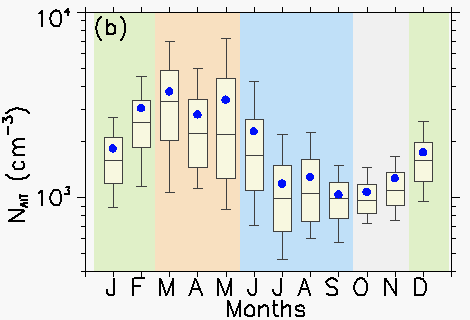 (b)
10⁴
10³
N_AIT (cm⁻³)
J F M A M J J A S O N D
Months